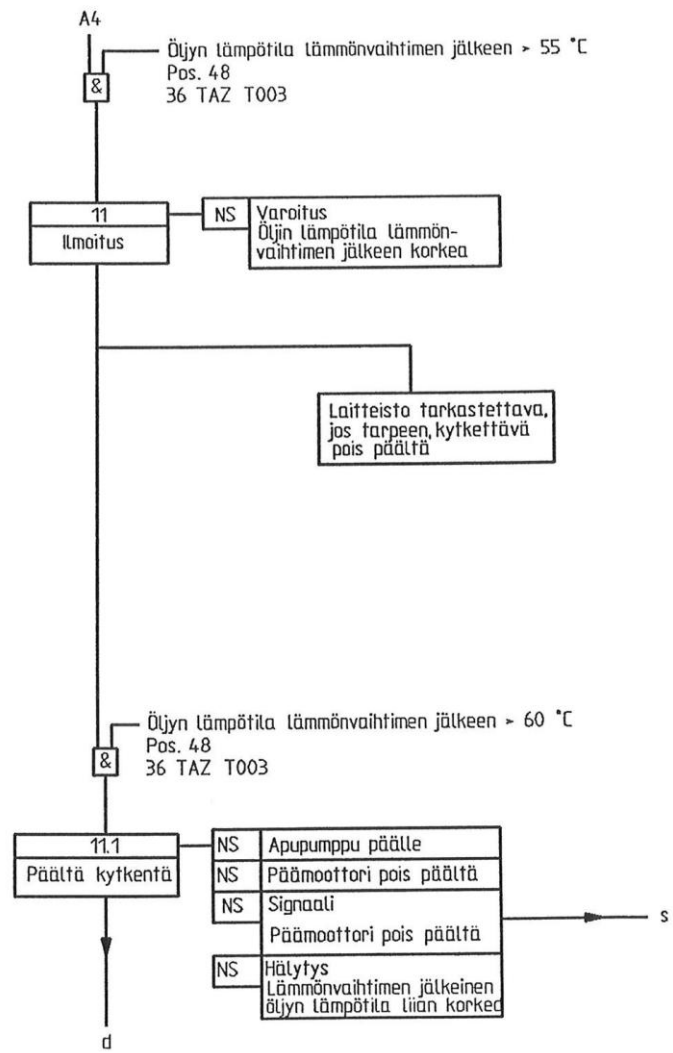 A4
Öljyn lämpötila lämmönvaihtimen jälkeen > 55 °C
Pos. 48
36 TAZ T003
&
11
Ilmoitus
NS
Varoitus
Öljin lämpötila lämmön-
vaihtimen jälkeen korkea
Laitteisto tarkastettava,
jos tarpeen, kytkettävä
pois päältä
Öljyn lämpötila lämmönvaihtimen jälkeen > 60 °C
Pos. 48
36 TAZ T003
&
11.1
Päältä kytkentä
NS
Apupumppu päälle
NS
Päämoottori pois päältä
NS
Signaali
Päämoottori pois päältä
s
NS
Hälytys
Lämmönvaihtimen jälkeinen
öljyn lämpötila liian korkea
d